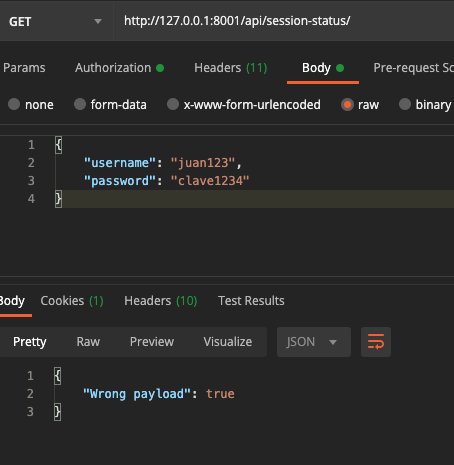 GET http://127.0.0.1:8001/api/session-status/
Params Authorization Headers (11) Body Pre-request Sc
none form-data x-www-form-urlencoded raw binary
1 {
2 "username": "juan123",
3 "password": "clave1234"
4 }
Body Cookies (1) Headers (10) Test Results
Pretty Raw Preview Visualize JSON
1 {
2 "Wrong payload": true
3 }